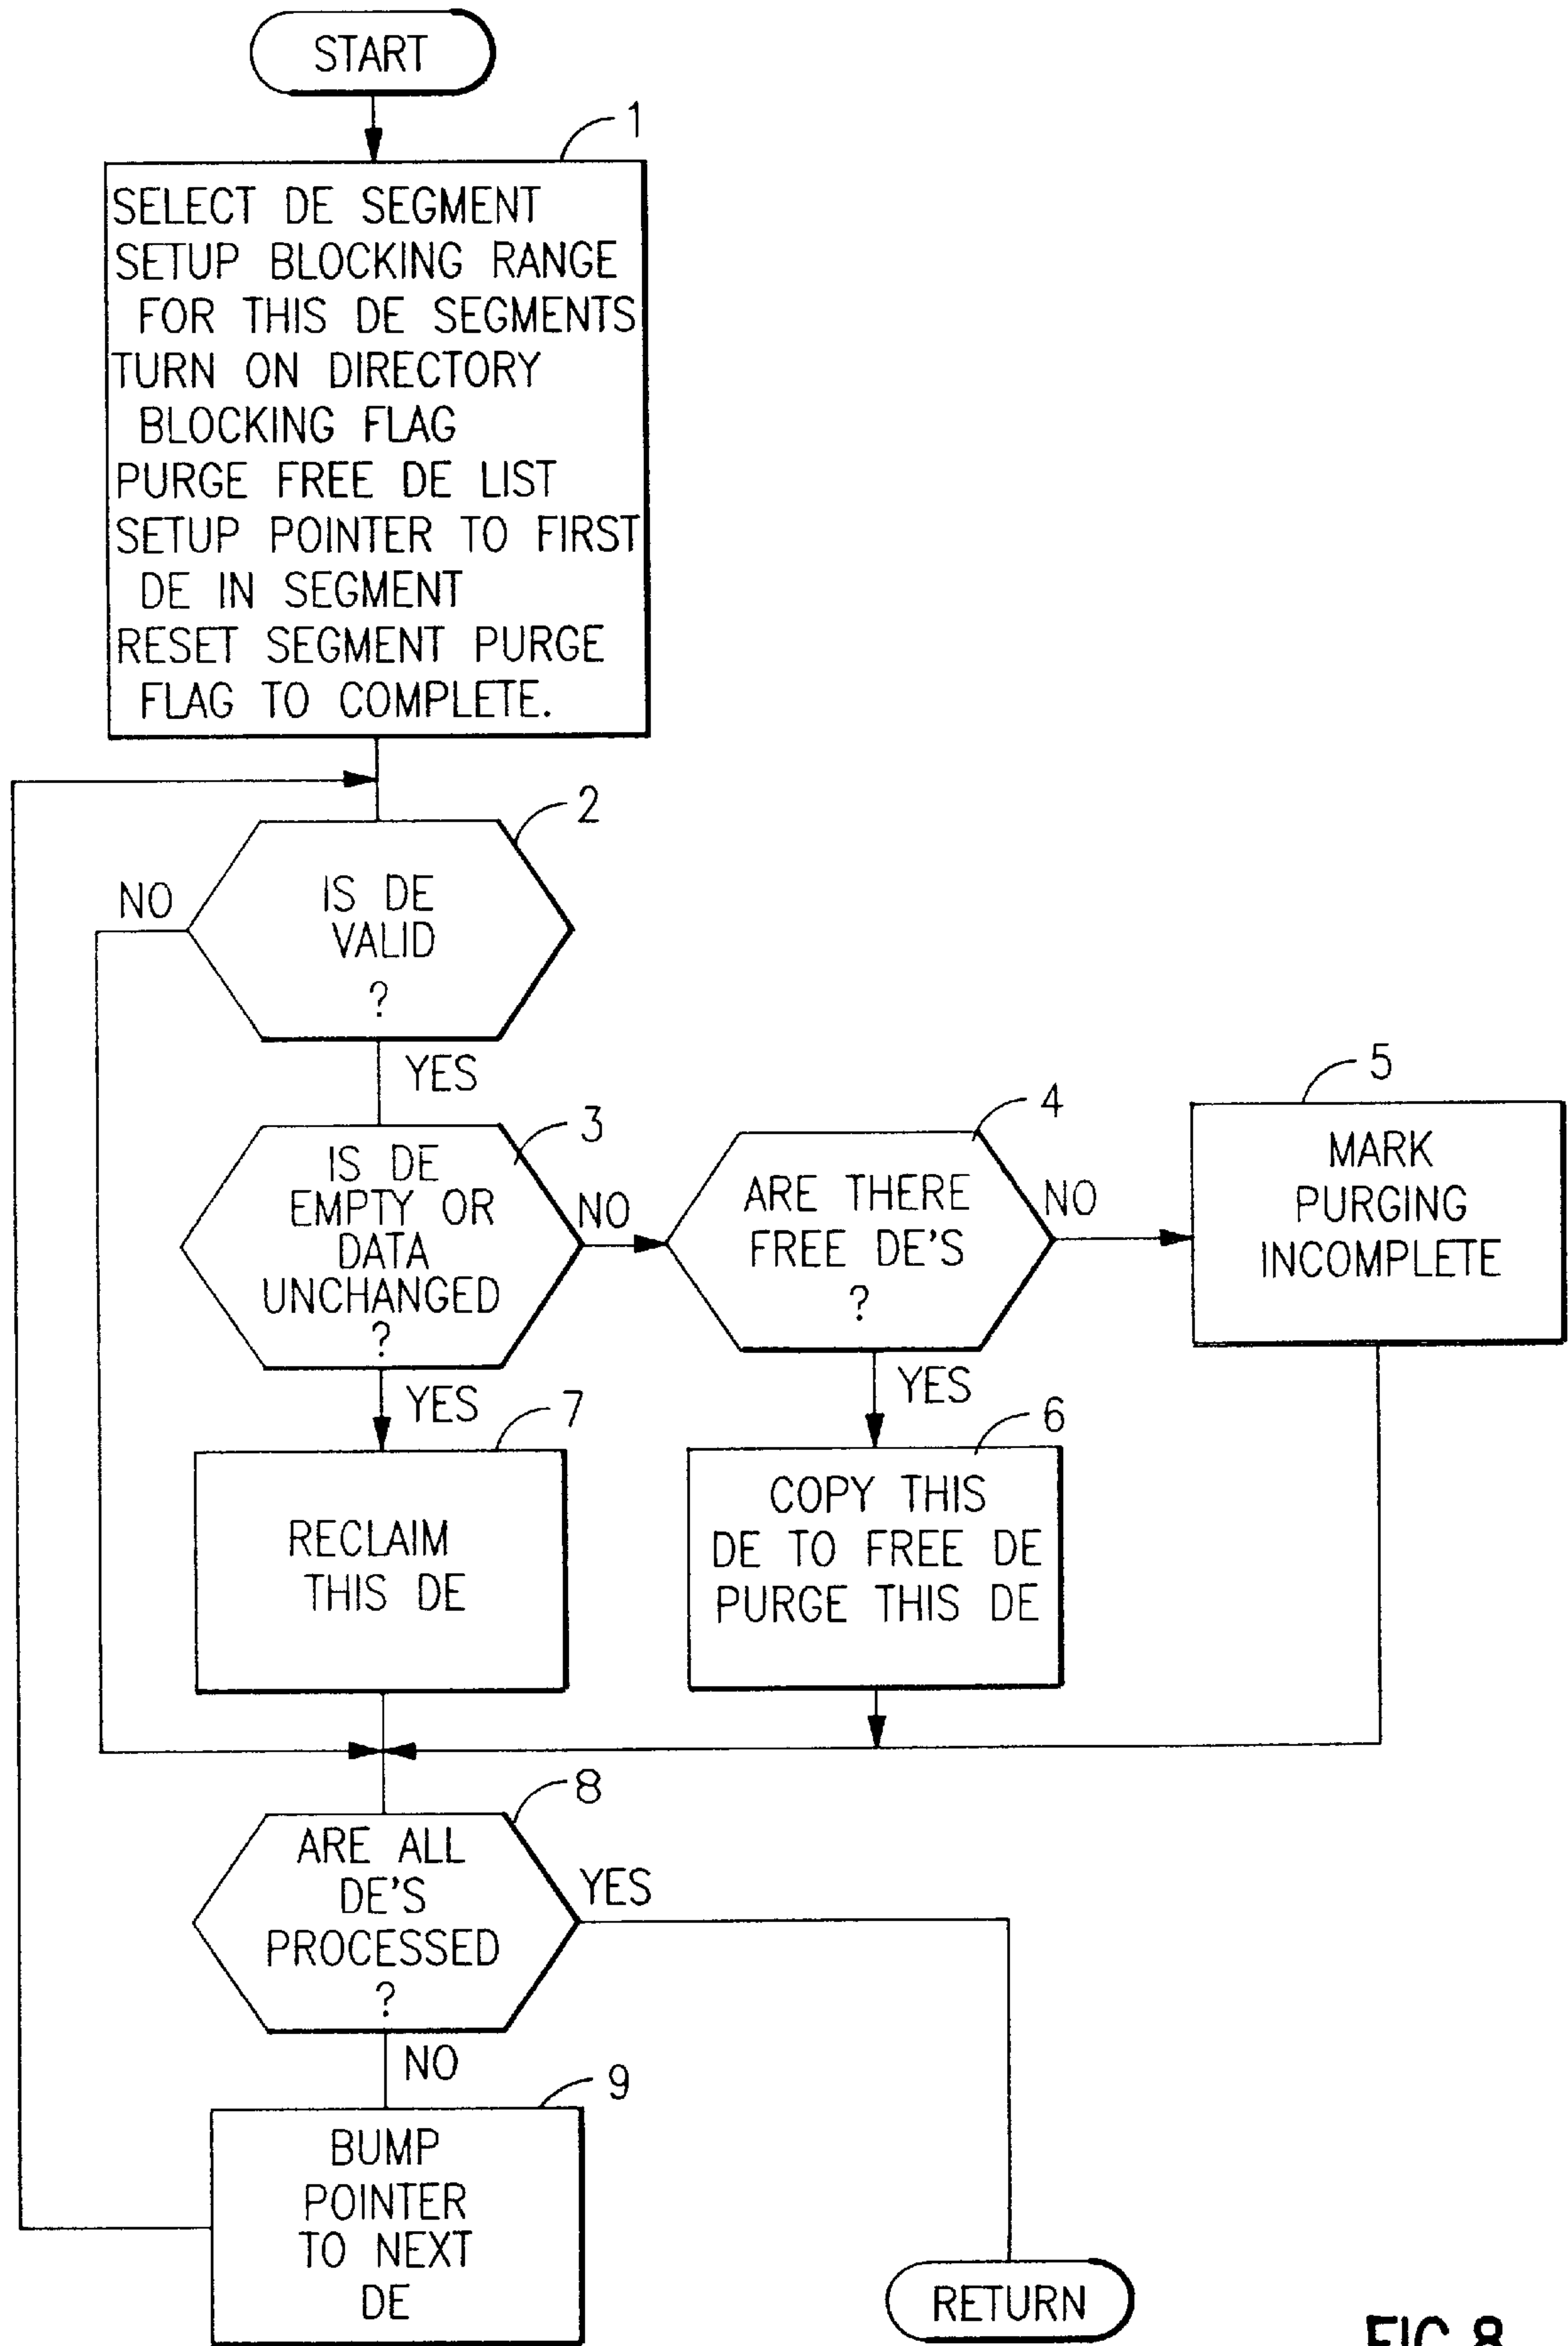 START
1
SELECT DE SEGMENT
SETUP BLOCKING RANGE
FOR THIS DE SEGMENTS
TURN ON DIRECTORY
BLOCKING FLAG
PURGE FREE DE LIST
SETUP POINTER TO FIRST
DE IN SEGMENT
RESET SEGMENT PURGE
FLAG TO COMPLETE.
2
NO
IS DE
VALID
?
YES
3
IS DE
EMPTY OR
DATA
UNCHANGED
?
NO
4
ARE THERE
FREE DE'S
?
NO
5
MARK
PURGING
INCOMPLETE
YES
7
RECLAIM
THIS DE
YES
6
COPY THIS
DE TO FREE DE
PURGE THIS DE
8
ARE ALL
DE'S
PROCESSED
?
YES
NO
9
BUMP
POINTER
TO NEXT
DE
RETURN
FIG.8